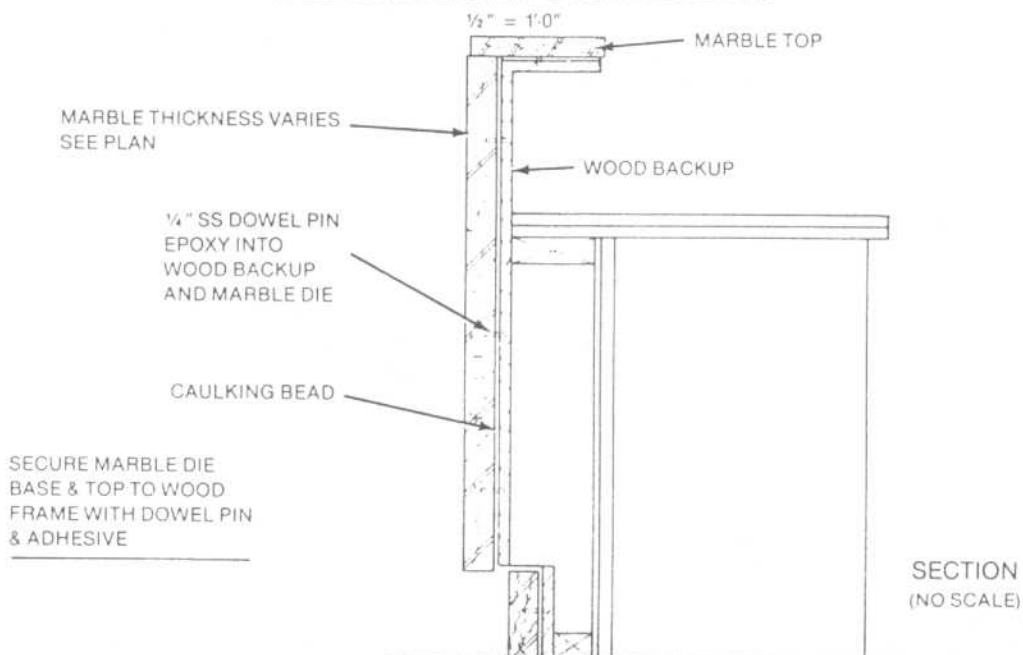 ½" = 1'-0"
MARBLE TOP
MARBLE THICKNESS VARIES
SEE PLAN
WOOD BACKUP
¼" SS DOWEL PIN
EPOXY INTO
WOOD BACKUP
AND MARBLE DIE
CAULKING BEAD
SECURE MARBLE DIE
BASE & TOP TO WOOD
FRAME WITH DOWEL PIN
& ADHESIVE
SECTION
(NO SCALE)